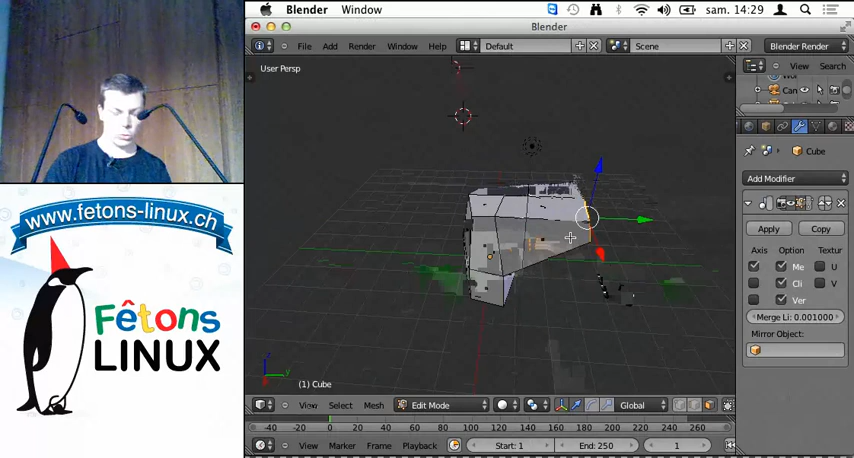 Blender Window
sam. 14:29
Blender
File Add Render Window Help
Default
Scene
Blender Render
User Persp
View Search
Cube
Add Modifier
Apply Copy
Axis Option Textur
Me U
Cli V
Ver
Merge Li: 0.001000
Mirror Object:
(1) Cube
View Select Mesh
Edit Mode
Global
-40 -20 0 20 40 60 80 100 120 140 160 180 200 220 240 260
View Marker Frame Playback
Start: 1
End: 250
1
z
y
www.fetons-linux.ch
Fêtons
LINUX